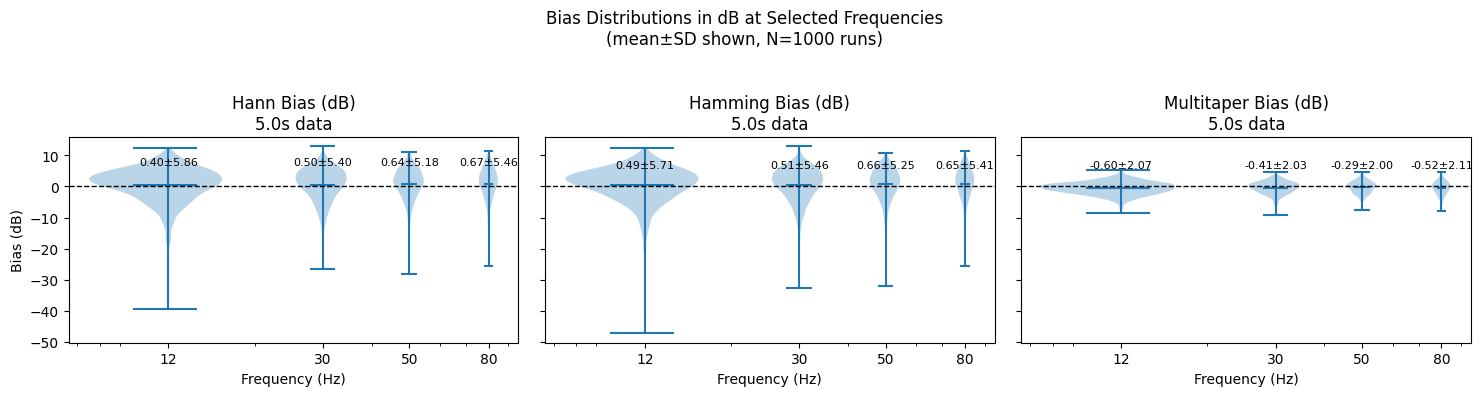 Bias Distributions in dB at Selected Frequencies
(mean±SD shown, N=1000 runs)
Hann Bias (dB)
5.0s data
Bias (dB)
10
0
−10
−20
−30
−40
−50
0.40±5.86
0.50±5.40
0.64±5.18
0.67±5.46
12
30
50
80
Frequency (Hz)
Hamming Bias (dB)
5.0s data
0.49±5.71
0.51±5.46
0.66±5.25
0.65±5.41
12
30
50
80
Frequency (Hz)
Multitaper Bias (dB)
5.0s data
-0.60±2.07
-0.41±2.03
-0.29±2.00
-0.52±2.11
12
30
50
80
Frequency (Hz)